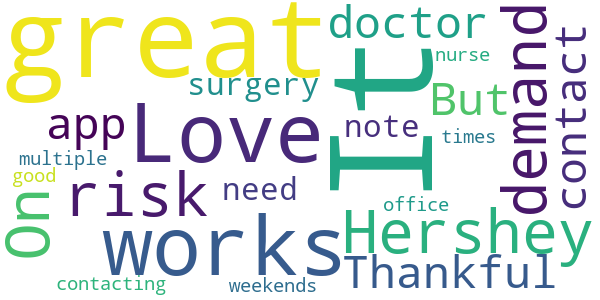 great
It
doctor
nurse
demand
contact
surgery
But
Love
app
note
times
multiple
good
risk
need
On
office
Hershey
works
Thankful
contacting
weekends